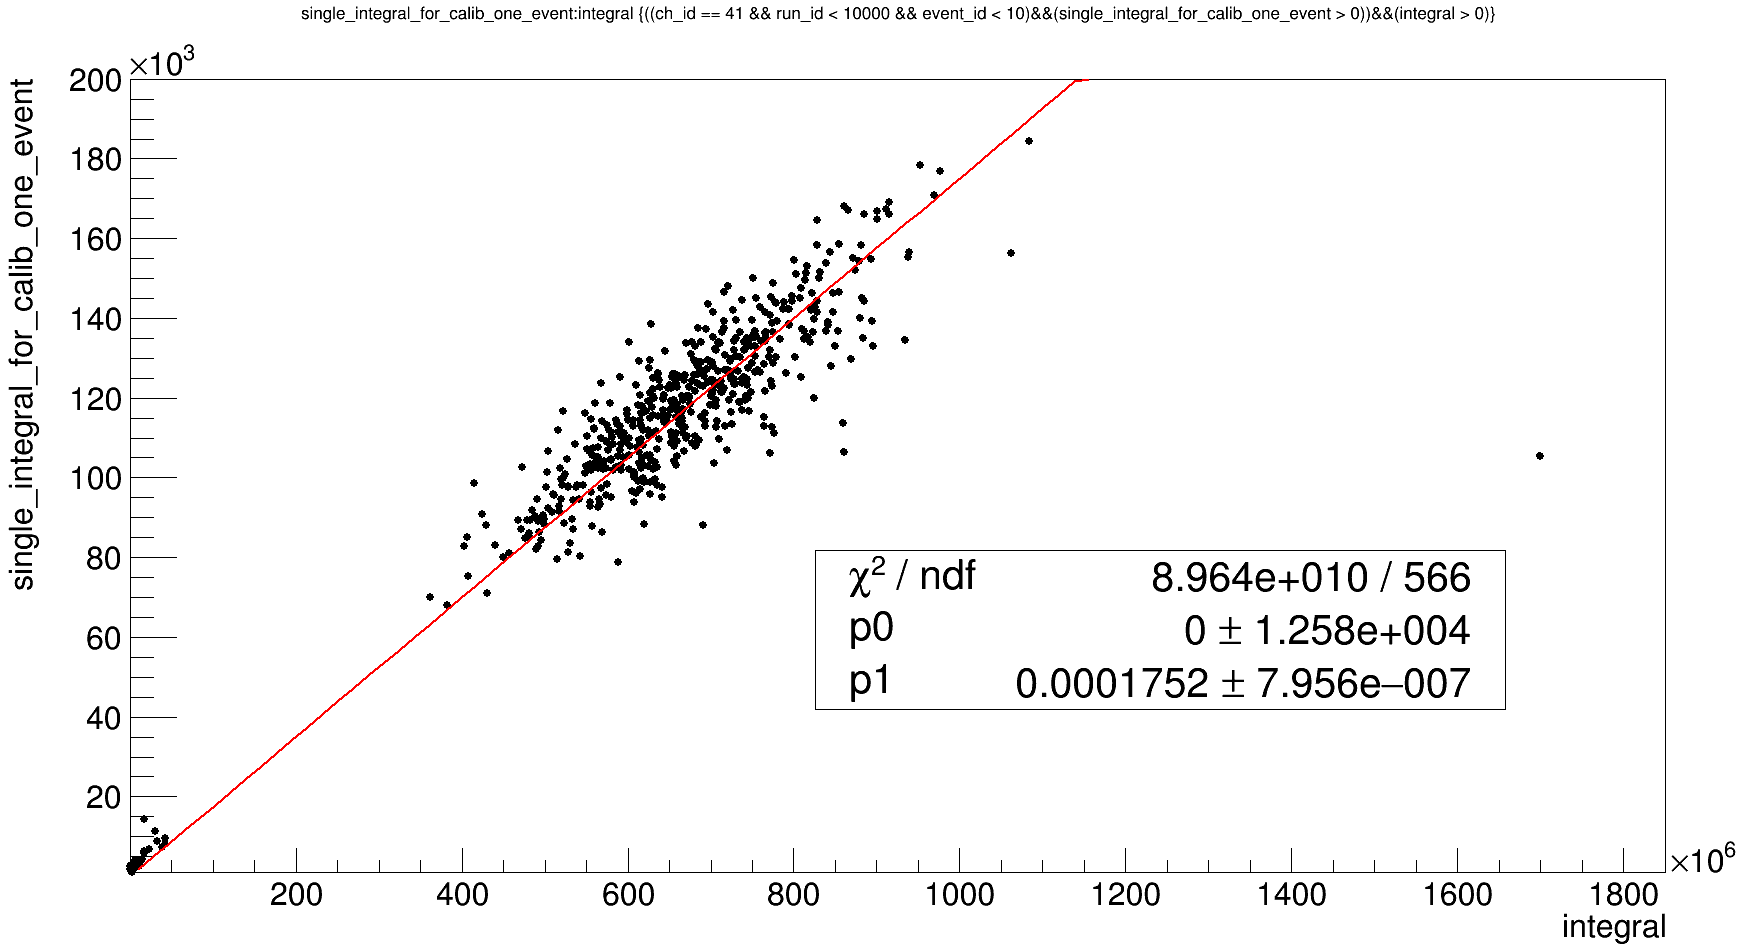 single_integral_for_calib_one_event:integral {((ch_id == 41 && run_id < 10000 && event_id < 10)&&(single_integral_for_calib_one_event > 0))&&(integral > 0)}
×10³
single_integral_for_calib_one_event
200
180
160
140
120
100
80
60
40
20
χ² / ndf 8.964e+010 / 566
p0 0 ± 1.258e+004
p1 0.0001752 ± 7.956e−007
200 400 600 800 1000 1200 1400 1600 1800
×10⁶
integral